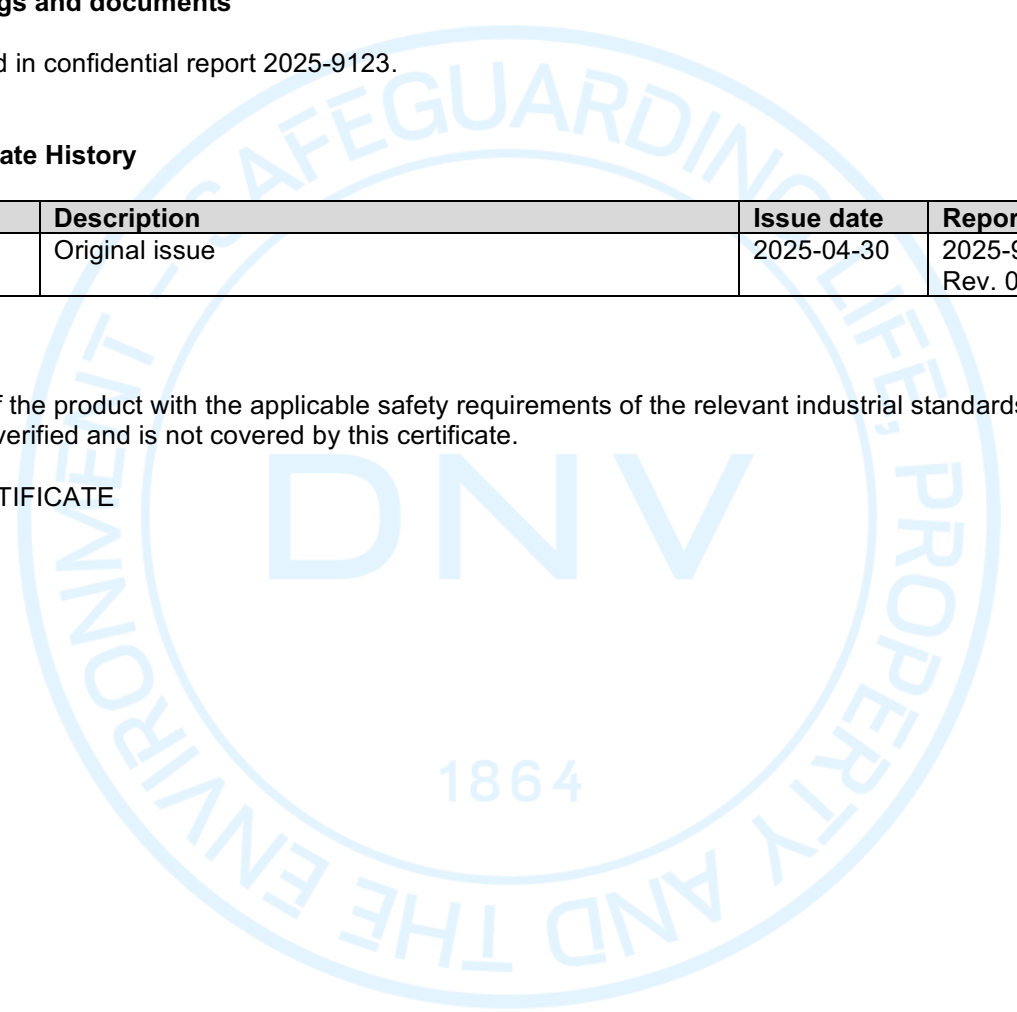 gs and documents
d in confidential report 2025-9123.
ate History
Description Issue date Repor
Original issue 2025-04-30 2025-9
Rev. 0
f the product with the applicable safety requirements of the relevant industrial standards
verified and is not covered by this certificate.
TIFICATE
SAFEGUARDING LIFE, PROPERTY AND THE ENVIRONMENT
DNV
1864